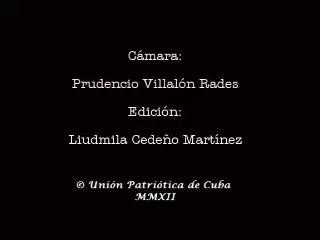 Cámara:
Prudencio Villalón Rades
Edición:
Liudmila Cedeño Martínez
© Unión Patriótica de Cuba
MMXII